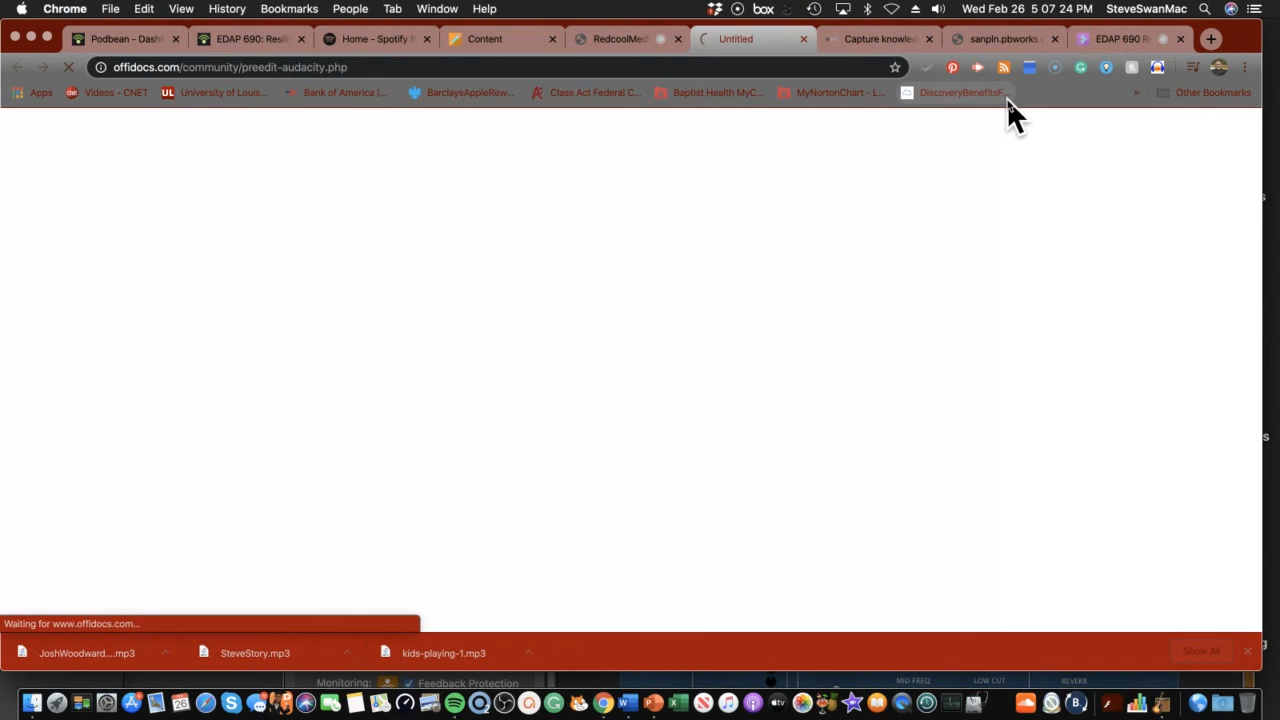 Chrome File Edit View History Bookmarks People Tab Window Help box Wed Feb 26 5:07:24 PM SteveSwanMac
Podbean - Dash EDAP 690: Resili Home - Spotify fo Content RedcoolMed Untitled Capture knowled sanpln.pbworks. EDAP 690 R
offidocs.com/community/preedit-audacity.php
Apps Videos - CNET UL University of Louis... Bank of America |... BarclaysAppleRew... Class Act Federal C... Baptist Health MyC... MyNortonChart - L... DiscoveryBenefitsF... » Other Bookmarks
Waiting for www.offidocs.com...
JoshWoodward....mp3 SteveStory.mp3 kids-playing-1.mp3 Show All
Monitoring: Feedback Protection MID FREQ LOW CUT REVERB